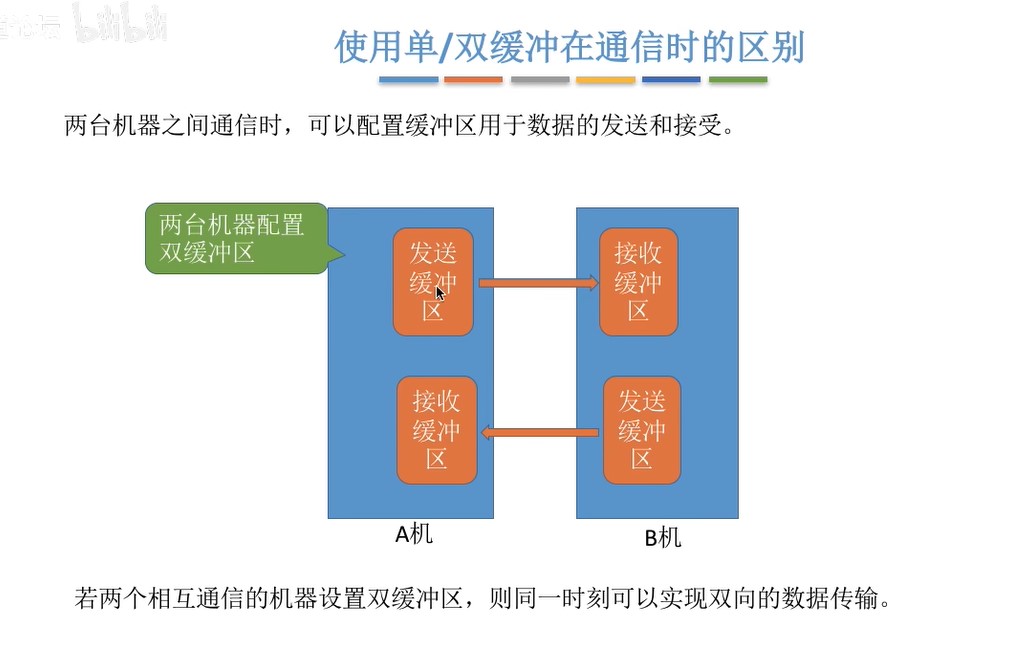 bilibili
使用单/双缓冲在通信时的区别
两台机器之间通信时，可以配置缓冲区用于数据的发送和接受。
两台机器配置
双缓冲区
发送
缓冲
区
接收
缓冲
区
接收
缓冲
区
发送
缓冲
区
A机
B机
若两个相互通信的机器设置双缓冲区，则同一时刻可以实现双向的数据传输。